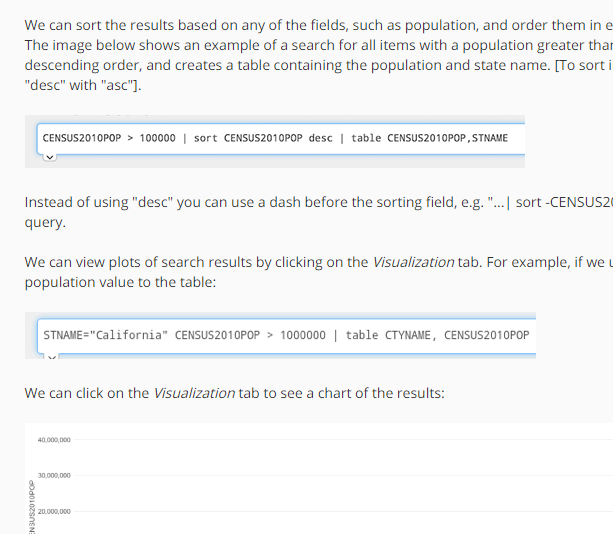 We can sort the results based on any of the fields, such as population, and order them in e
The image below shows an example of a search for all items with a population greater than
descending order, and creates a table containing the population and state name. [To sort i
"desc" with "asc"].
CENSUS2010POP > 100000 | sort CENSUS2010POP desc | table CENSUS2010POP,STNAME
Instead of using "desc" you can use a dash before the sorting field, e.g. "...| sort -CENSUS20
query.
We can view plots of search results by clicking on the Visualization tab. For example, if we u
population value to the table:
STNAME="California" CENSUS2010POP > 1000000 | table CTYNAME, CENSUS2010POP
We can click on the Visualization tab to see a chart of the results:
40,000,000
30,000,000
20,000,000
ENSUS2010POP